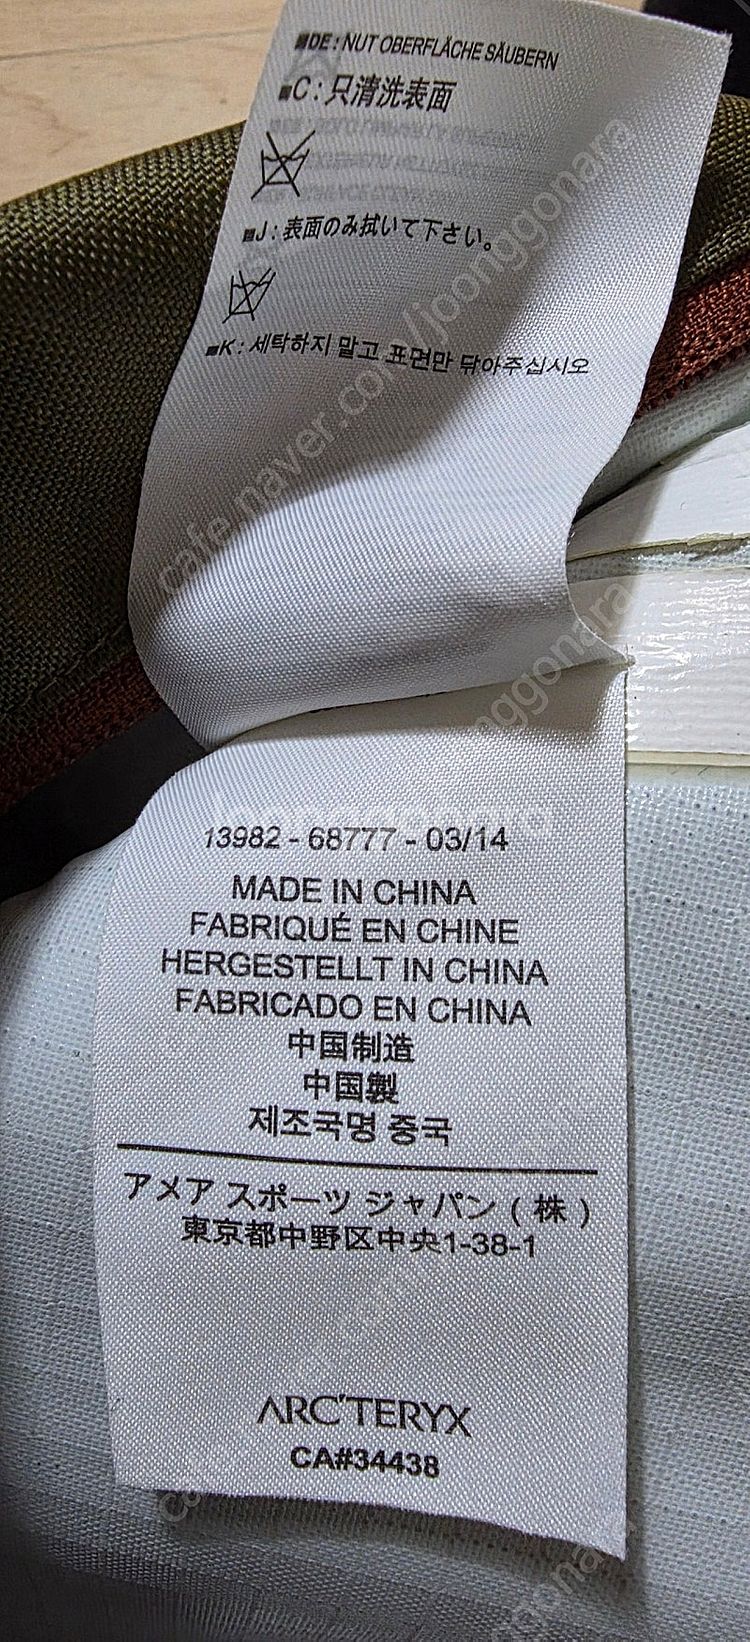 ■DE : NUT OBERFLÄCHE SÄUBERN
■C : 只清洗表面
■J : 表面のみ拭いて下さい。
■K : 세탁하지 말고 표면만 닦아주십시오
13982 - 68777 - 03/14
MADE IN CHINA
FABRIQUÉ EN CHINE
HERGESTELLT IN CHINA
FABRICADO EN CHINA
中国制造
中国製
제조국명 중국
アメア スポーツ ジャパン ( 株 )
東京都中野区中央1-38-1
ARC'TERYX
CA#34438
cafe.naver.com/joonggonara